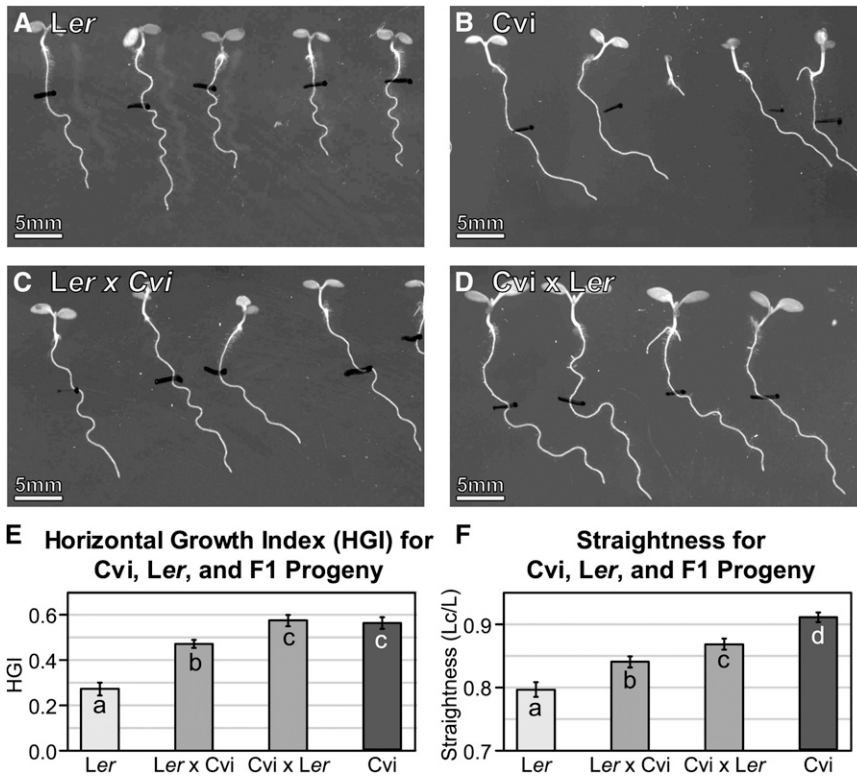 A Ler
5mm
B Cvi
5mm
C Ler x Cvi
5mm
D Cvi x Ler
5mm
E Horizontal Growth Index (HGI) for
Cvi, Ler, and F1 Progeny
HGI
0.6
0.4
0.2
0.0
a
b
c
c
Ler
Ler x Cvi
Cvi x Ler
Cvi
F Straightness for
Cvi, Ler, and F1 Progeny
Straightness (Lc/L)
0.9
0.8
0.7
a
b
c
d
Ler
Ler x Cvi
Cvi x Ler
Cvi